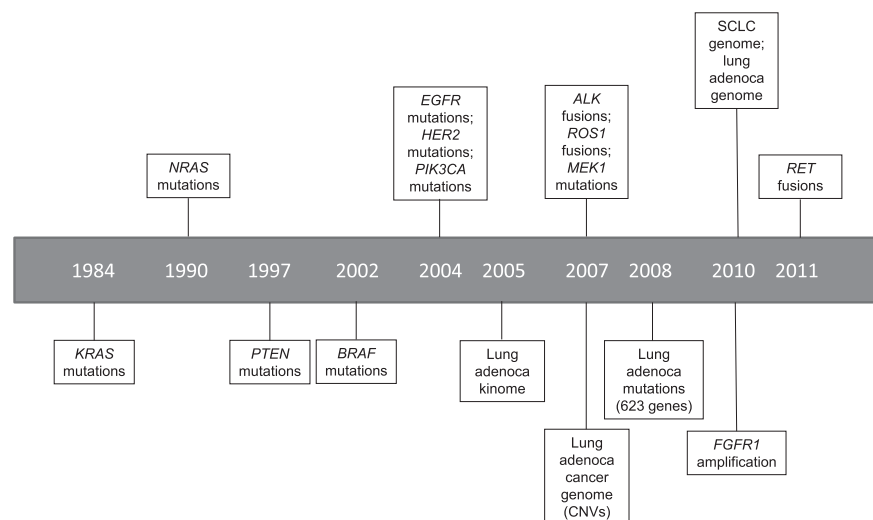 SCLC
genome;
lung
adenoca
genome
EGFR
mutations;
HER2
mutations;
PIK3CA
mutations
ALK
fusions;
ROS1
fusions;
MEK1
mutations
NRAS
mutations
RET
fusions
1984 1990 1997 2002 2004 2005 2007 2008 2010 2011
KRAS
mutations
PTEN
mutations
BRAF
mutations
Lung
adenoca
kinome
Lung
adenoca
mutations
(623 genes)
Lung
adenoca
cancer
genome
(CNVs)
FGFR1
amplification